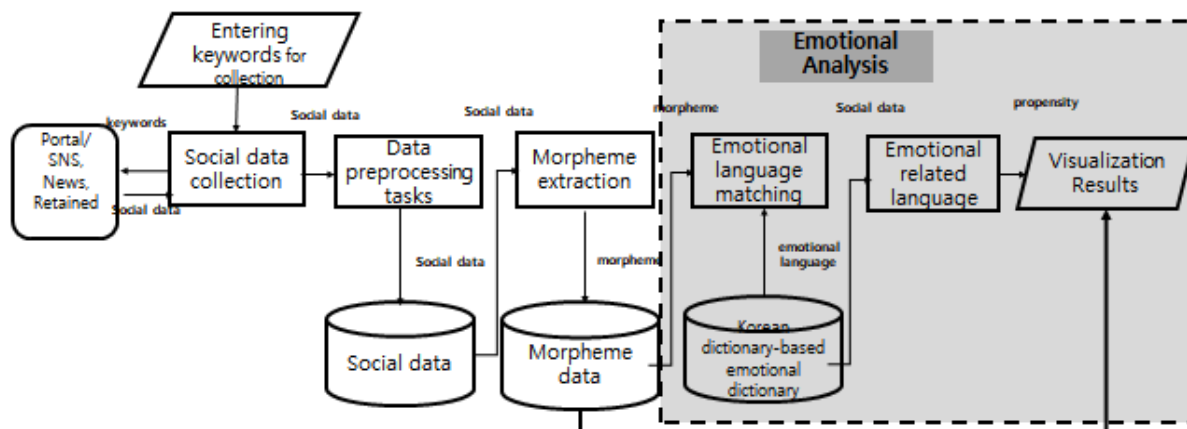 Entering
keywords for
collection
Emotional
Analysis
keywords
Social data
Social data
morpheme
Social data
propensity
Portal/
SNS,
News,
Retained
Social data
Social data
collection
Data
preprocessing
tasks
Morpheme
extraction
Emotional
language
matching
Emotional
related
language
Visualization
Results
Social data
morpheme
emotional
language
Social data
Morpheme
data
Korean
dictionary-based
emotional
dictionary